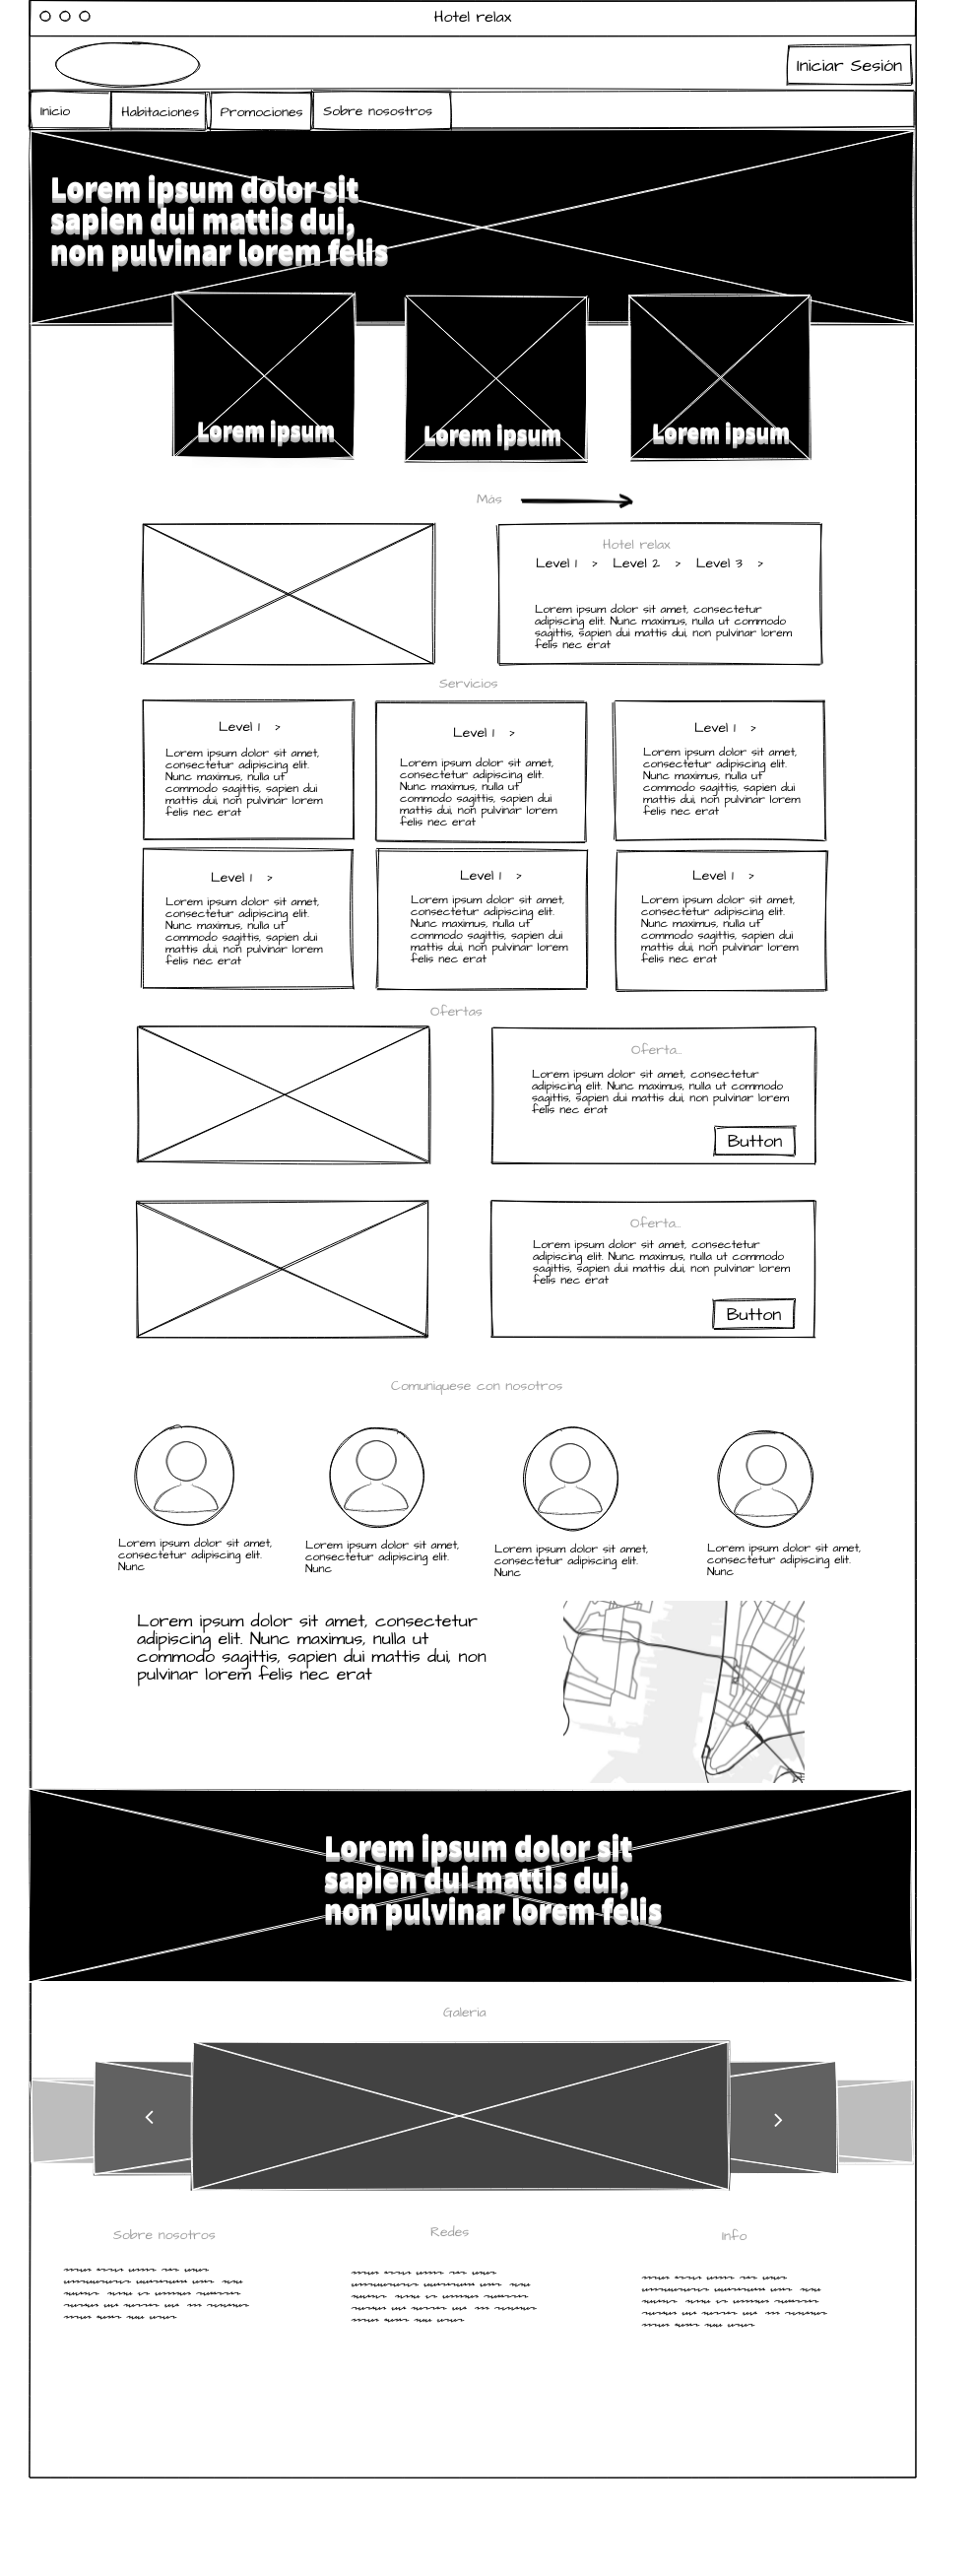 Hotel relax
Iniciar Sesión
Inicio
Habitaciones
Promociones
Sobre nosostros
Lorem ipsum dolor sit
sapien dui mattis dui,
non pulvinar lorem felis
Lorem ipsum
Lorem ipsum
Lorem ipsum
Más
Hotel relax
Level 1 > Level 2 > Level 3 >
Lorem ipsum dolor sit amet, consectetur
adipiscing elit. Nunc maximus, nulla ut commodo
sagittis, sapien dui mattis dui, non pulvinar lorem
felis nec erat
Servicios
Level 1 >
Lorem ipsum dolor sit amet,
consectetur adipiscing elit.
Nunc maximus, nulla ut
commodo sagittis, sapien dui
mattis dui, non pulvinar lorem
felis nec erat
Level 1 >
Lorem ipsum dolor sit amet,
consectetur adipiscing elit.
Nunc maximus, nulla ut
commodo sagittis, sapien dui
mattis dui, non pulvinar lorem
felis nec erat
Level 1 >
Lorem ipsum dolor sit amet,
consectetur adipiscing elit.
Nunc maximus, nulla ut
commodo sagittis, sapien dui
mattis dui, non pulvinar lorem
felis nec erat
Level 1 >
Lorem ipsum dolor sit amet,
consectetur adipiscing elit.
Nunc maximus, nulla ut
commodo sagittis, sapien dui
mattis dui, non pulvinar lorem
felis nec erat
Level 1 >
Lorem ipsum dolor sit amet,
consectetur adipiscing elit.
Nunc maximus, nulla ut
commodo sagittis, sapien dui
mattis dui, non pulvinar lorem
felis nec erat
Level 1 >
Lorem ipsum dolor sit amet,
consectetur adipiscing elit.
Nunc maximus, nulla ut
commodo sagittis, sapien dui
mattis dui, non pulvinar lorem
felis nec erat
Ofertas
Oferta...
Lorem ipsum dolor sit amet, consectetur
adipiscing elit. Nunc maximus, nulla ut commodo
sagittis, sapien dui mattis dui, non pulvinar lorem
felis nec erat
Button
Oferta...
Lorem ipsum dolor sit amet, consectetur
adipiscing elit. Nunc maximus, nulla ut commodo
sagittis, sapien dui mattis dui, non pulvinar lorem
felis nec erat
Button
Comuniquese con nosotros
Lorem ipsum dolor sit amet,
consectetur adipiscing elit.
Nunc
Lorem ipsum dolor sit amet,
consectetur adipiscing elit.
Nunc
Lorem ipsum dolor sit amet,
consectetur adipiscing elit.
Nunc
Lorem ipsum dolor sit amet,
consectetur adipiscing elit.
Nunc
Lorem ipsum dolor sit amet, consectetur
adipiscing elit. Nunc maximus, nulla ut
commodo sagittis, sapien dui mattis dui, non
pulvinar lorem felis nec erat
Lorem ipsum dolor sit
sapien dui mattis dui,
non pulvinar lorem felis
Galeria
Sobre nosotros
Redes
Info